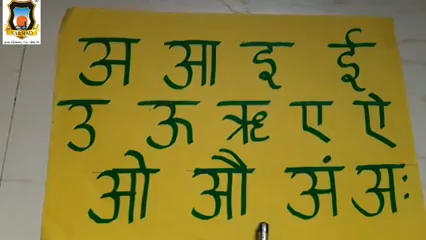 अ आ इ ई
उ ऊ ऋ ए ऐ
ओ औ अं अः